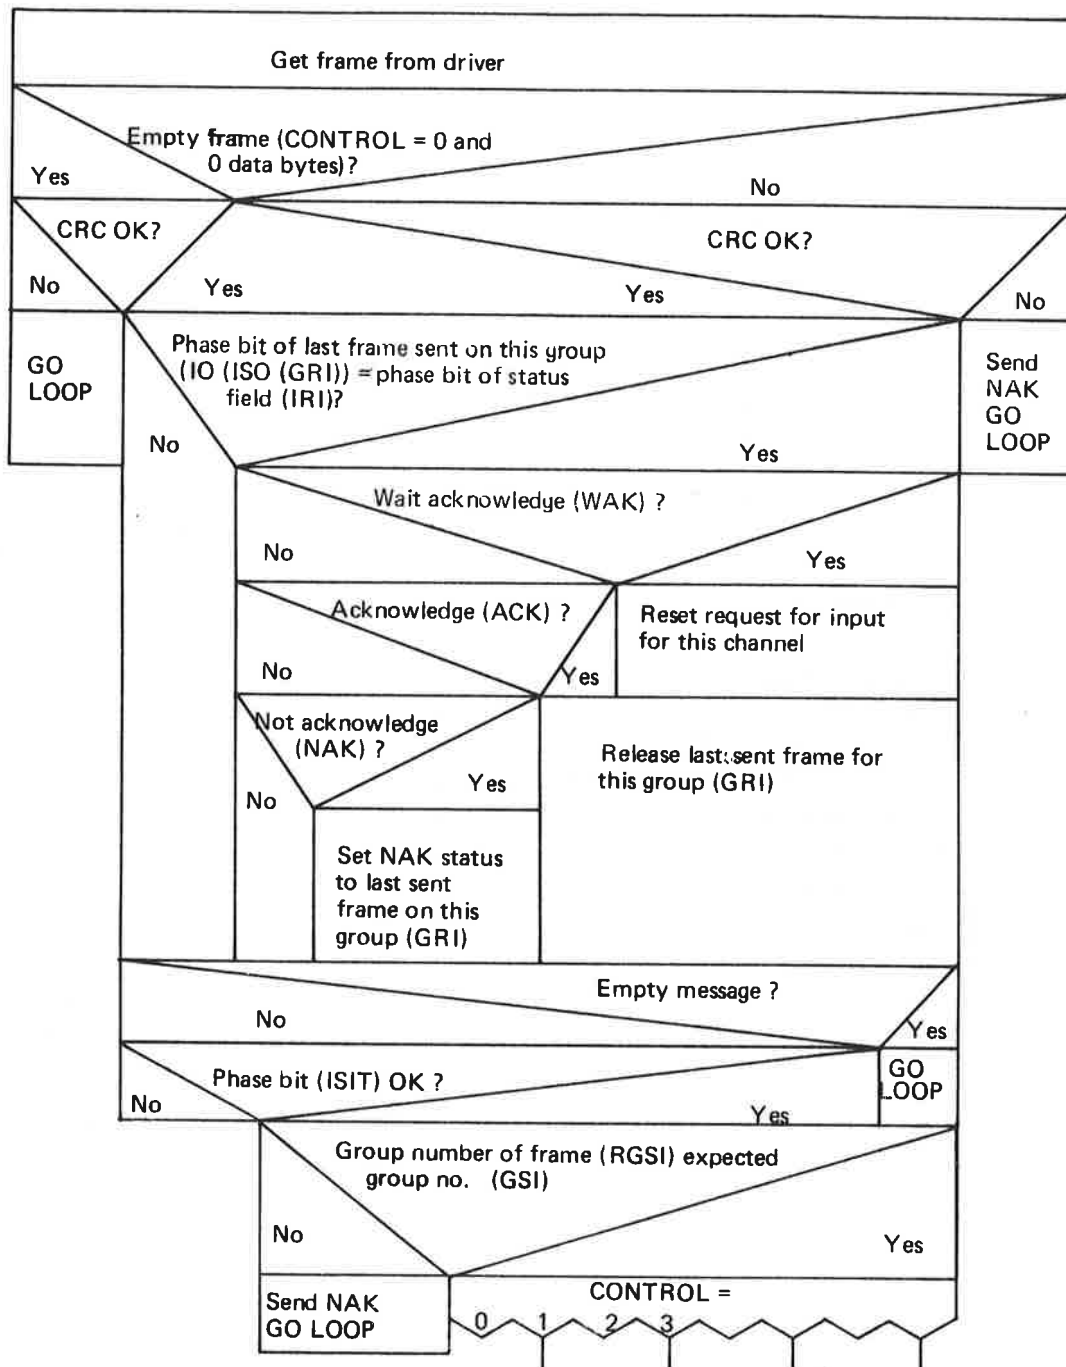 Get frame from driver
Empty frame (CONTROL = 0 and
0 data bytes)?
Yes
No
CRC OK?
CRC OK?
No
Yes
Yes
No
GO
LOOP
Phase bit of last frame sent on this group
(IO (ISO (GRI)) = phase bit of status
field (IRI)?
Send
NAK
GO
LOOP
No
Yes
Wait acknowledge (WAK) ?
No
Yes
Acknowledge (ACK) ?
Reset request for input
for this channel
No
Yes
Not acknowledge
(NAK) ?
Release last sent frame for
this group (GRI)
No
Yes
Set NAK status
to last sent
frame on this
group (GRI)
Empty message ?
No
Yes
Phase bit (ISIT) OK ?
GO
LOOP
No
Yes
Group number of frame (RGSI) expected
group no. (GSI)
No
Yes
Send NAK
GO LOOP
CONTROL =
0 1 2 3